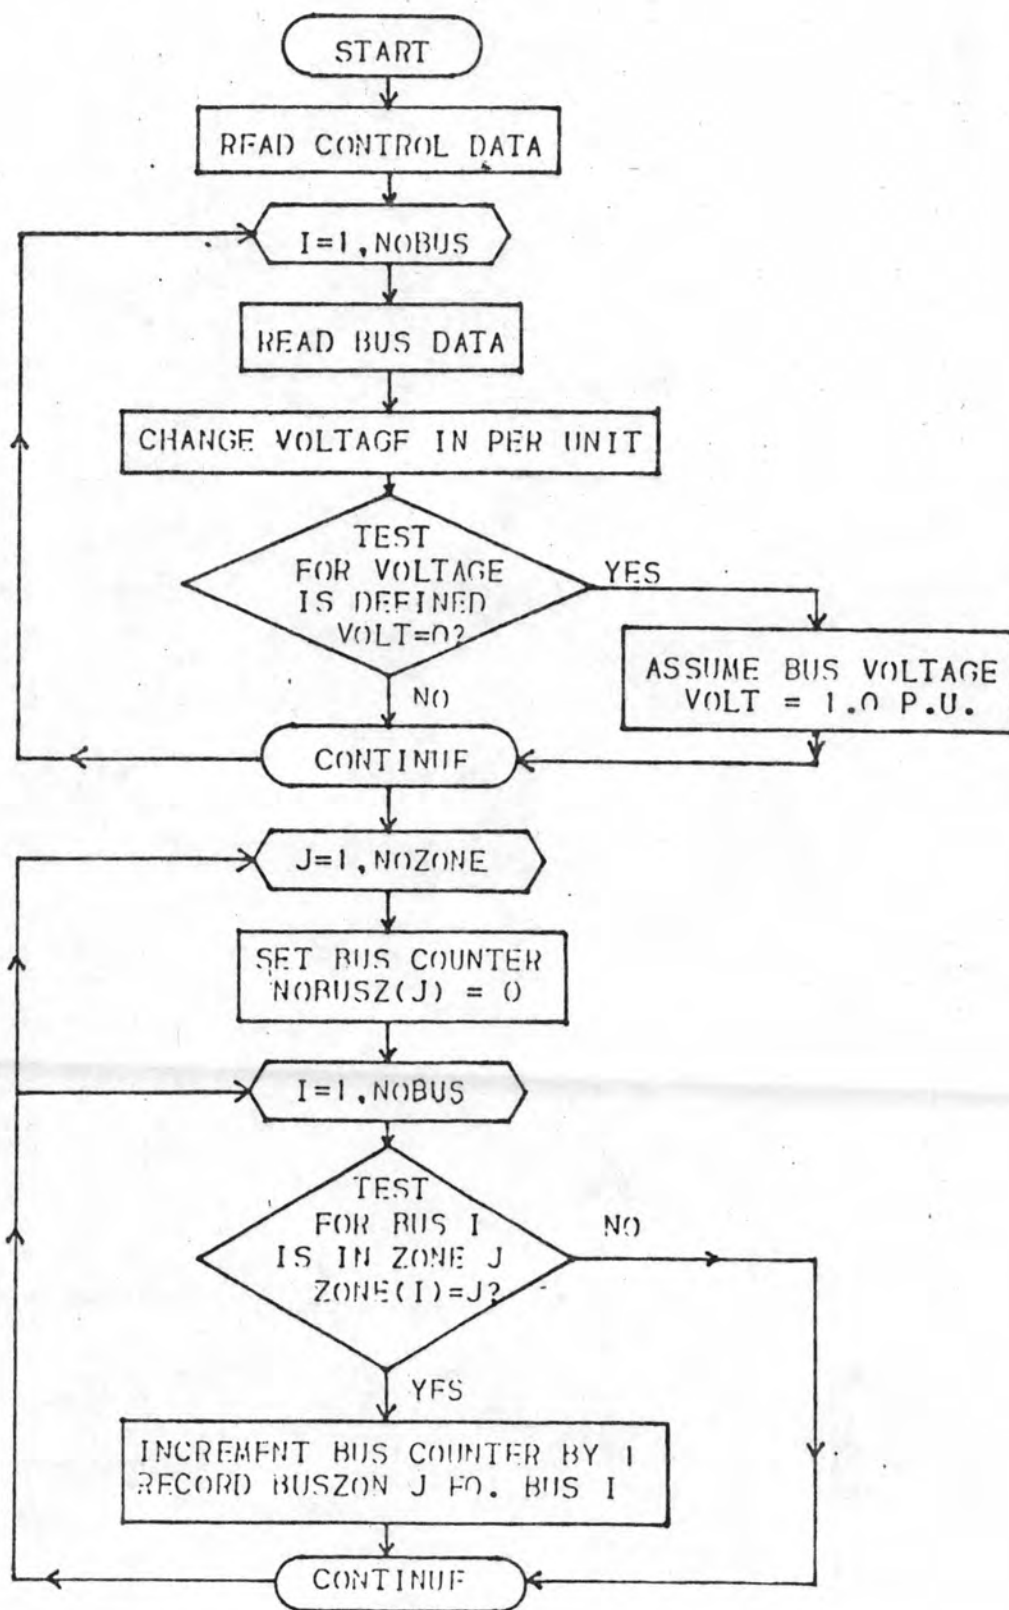 START
READ CONTROL DATA
I=1,NOBUS
READ BUS DATA
CHANGE VOLTAGE IN PER UNIT
TEST
FOR VOLTAGE
IS DEFINED
VOLT=0?
YES
NO
ASSUME BUS VOLTAGE
VOLT = 1.0 P.U.
CONTINUE
J=1,NOZONE
SET BUS COUNTER
NOBUSZ(J) = 0
I=1,NOBUS
TEST
FOR BUS I
IS IN ZONE J
ZONE(I)=J?
NO
YES
INCREMENT BUS COUNTER BY 1
RECORD BUSZON J EQ. BUS I
CONTINUE